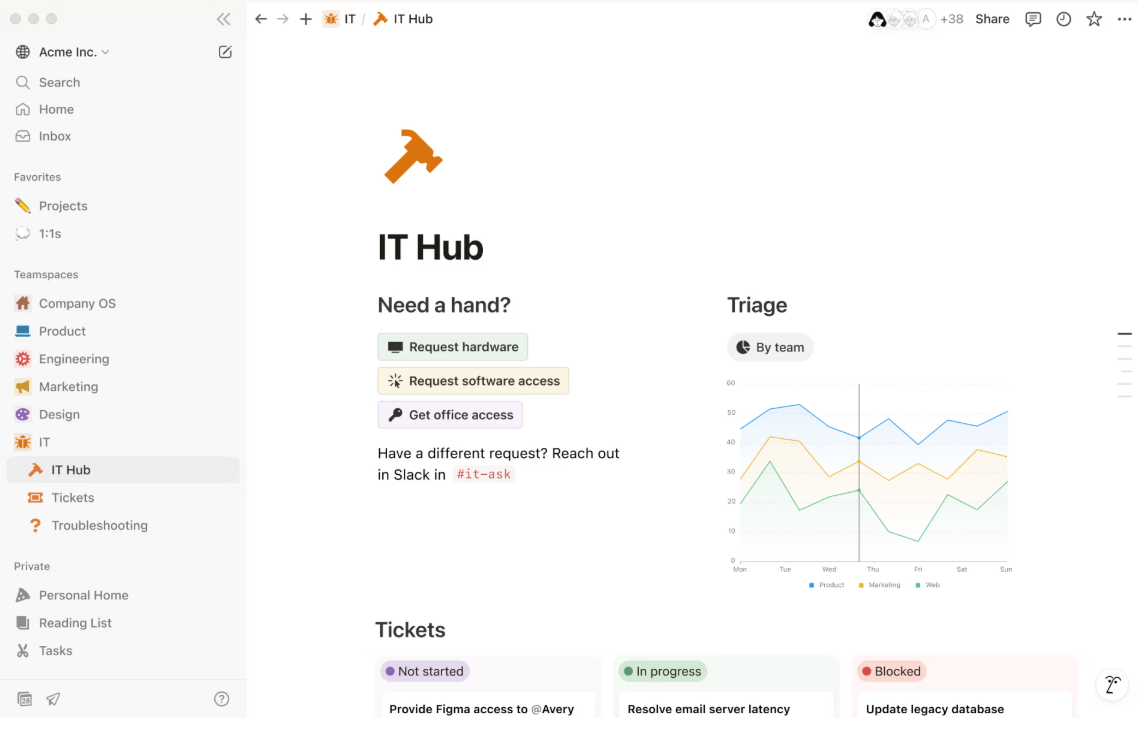 IT / IT Hub
A +38 Share
Acme Inc.
Search
Home
Inbox
Favorites
Projects
1:1s
Teamspaces
Company OS
Product
Engineering
Marketing
Design
IT
IT Hub
Tickets
Troubleshooting
Private
Personal Home
Reading List
Tasks
28
IT Hub
Need a hand?
Request hardware
Request software access
Get office access
Have a different request? Reach out
in Slack in #it-ask
Triage
By team
60
50
40
30
20
10
0
Mon Tue Wed Thu Fri Sat Sun
Product Marketing Web
Tickets
Not started
Provide Figma access to @Avery
In progress
Resolve email server latency
Blocked
Update legacy database